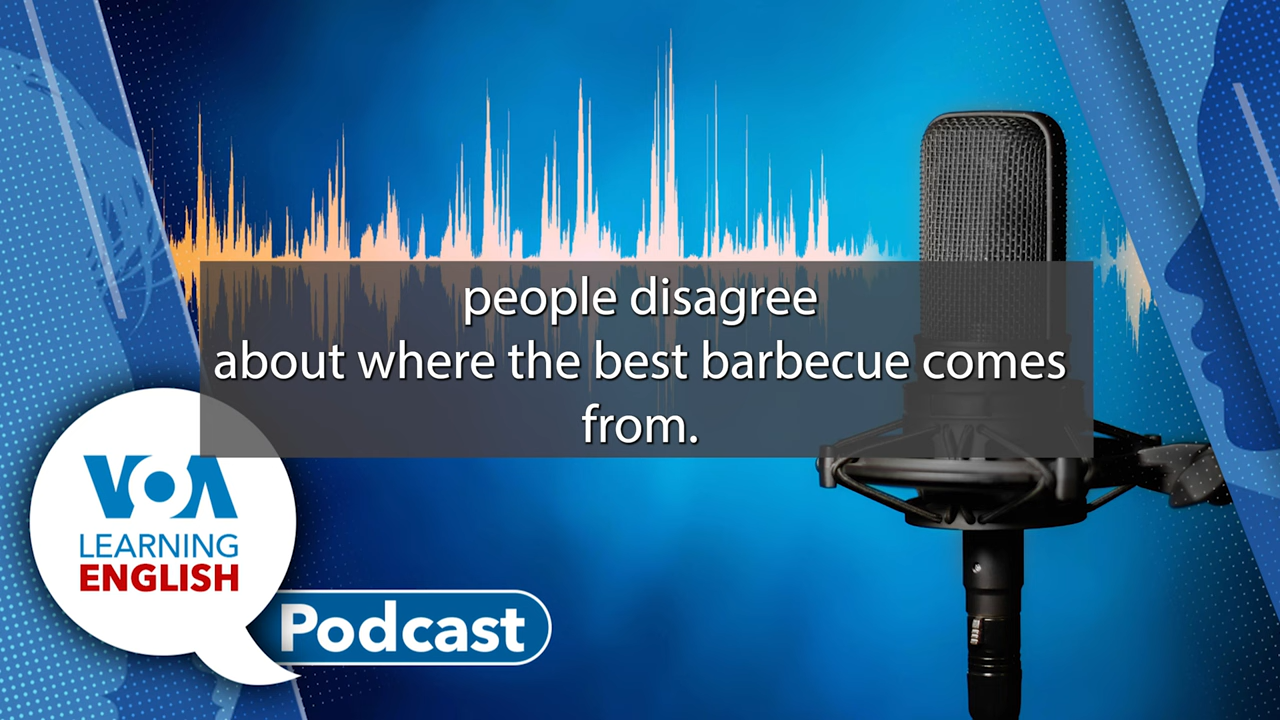 people disagree
about where the best barbecue comes
from.
VOA
LEARNING
ENGLISH
Podcast